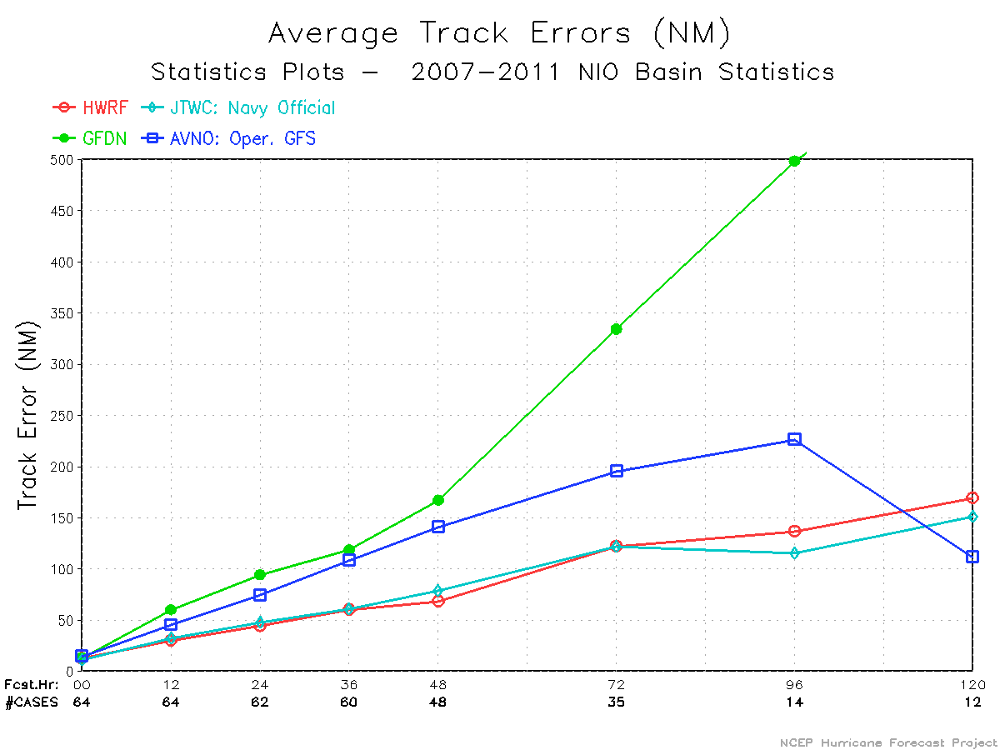 Average Track Errors (NM)
Statistics Plots -  2007-2011 NIO Basin Statistics
HWRF JTWC: Navy Official
GFDN AVNO: Oper. GFS
Track Error (NM)
500
450
400
350
300
250
200
150
100
50
0
Fcst.Hr: 00 12 24 36 48 72 96 120
#CASES 64 64 62 60 48 35 14 12
NCEP Hurricane Forecast Project